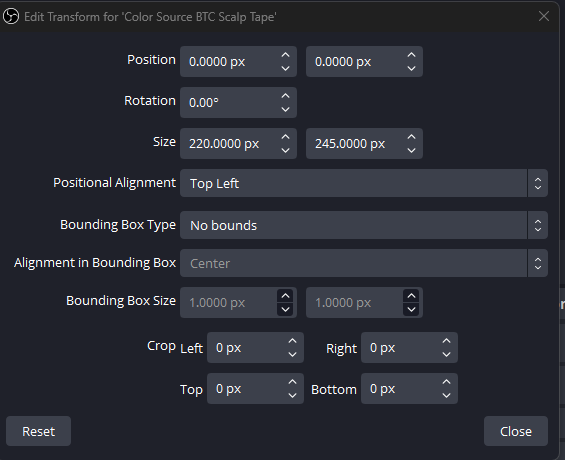 Edit Transform for 'Color Source BTC Scalp Tape'
Position 0.0000 px 0.0000 px
Rotation 0.00°
Size 220.0000 px 245.0000 px
Positional Alignment Top Left
Bounding Box Type No bounds
Alignment in Bounding Box Center
Bounding Box Size 1.0000 px 1.0000 px
Crop Left 0 px Right 0 px
Top 0 px Bottom 0 px
Reset Close